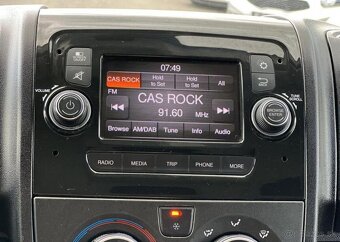 07:49
CAS ROCK
Hold
to Set
Hold
to Set
All
FM
CAS ROCK
91.60 MHz
Browse AM/DAB Tune Info Audio
VOLUME
TUNE
SCROLL
BROWSE
ENTER
RADIO MEDIA TRIP PHONE MORE